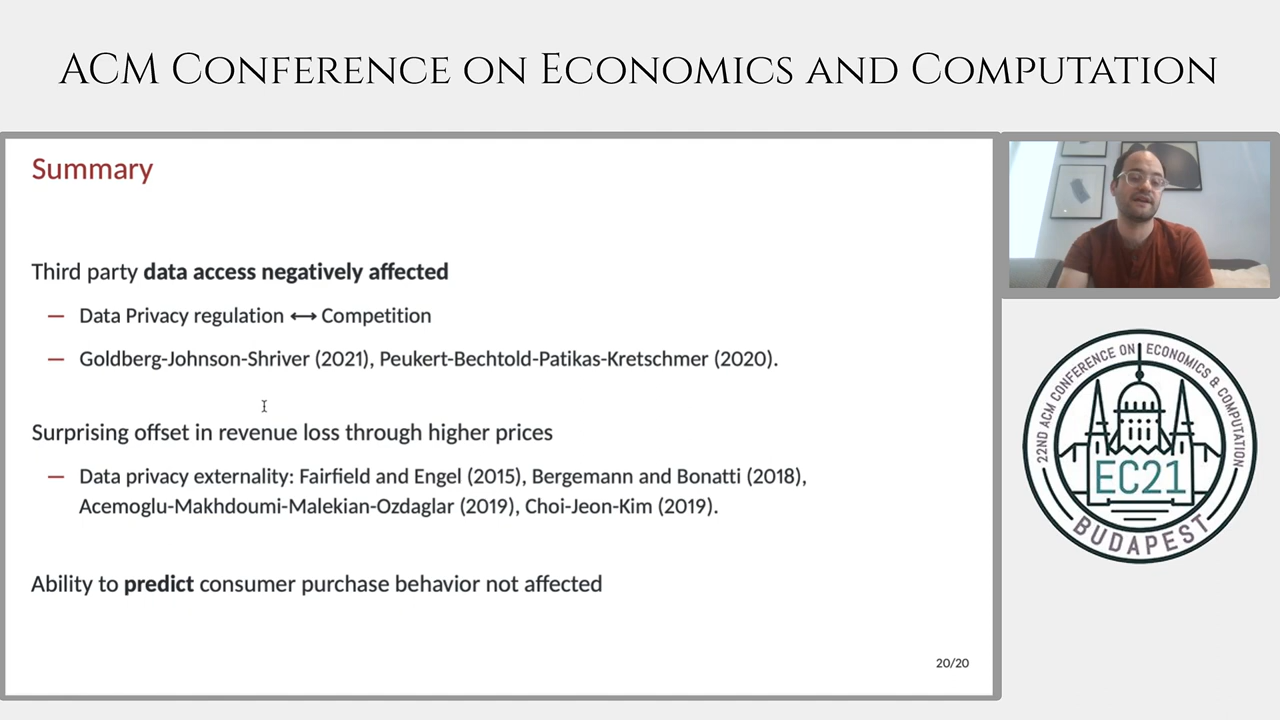 ACM Conference on Economics and Computation
Summary
Third party data access negatively affected
— Data Privacy regulation ⟷ Competition
— Goldberg-Johnson-Shriver (2021), Peukert-Bechtold-Patikas-Kretschmer (2020).
Surprising offset in revenue loss through higher prices
— Data privacy externality: Fairfield and Engel (2015), Bergemann and Bonatti (2018),
Acemoglu-Makhdoumi-Malekian-Ozdaglar (2019), Choi-Jeon-Kim (2019).
Ability to predict consumer purchase behavior not affected
20/20
22ND ACM CONFERENCE ON ECONOMICS & COMPUTATION
EC21
BUDAPEST